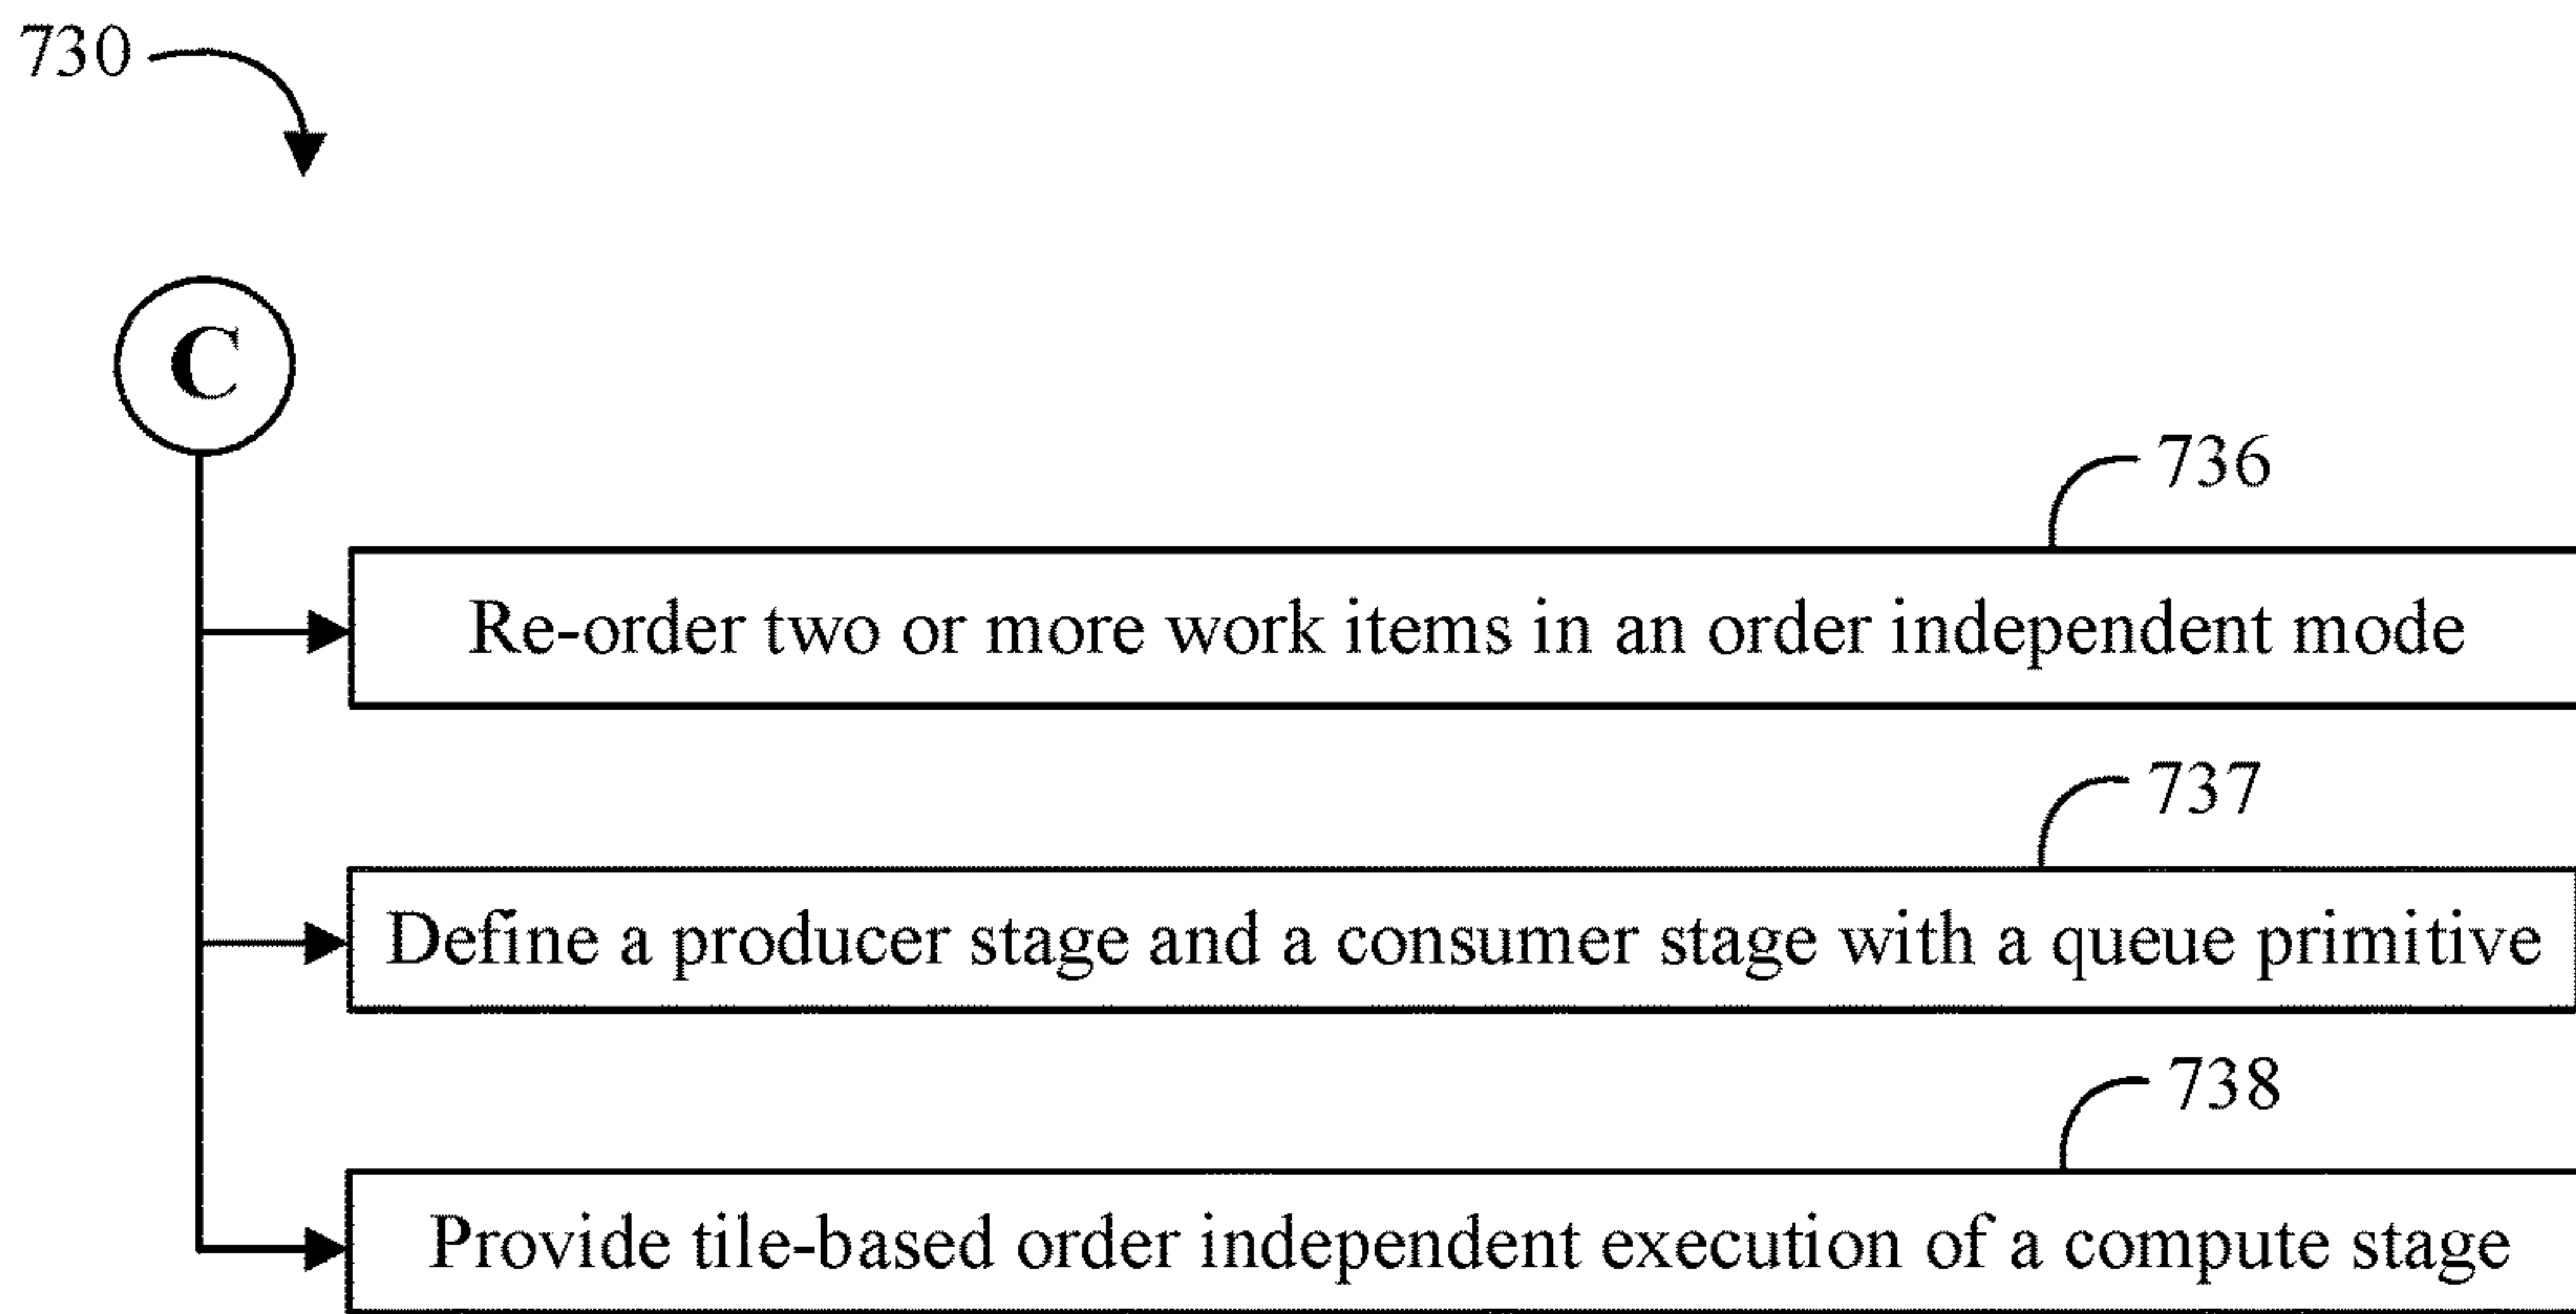 730
C
736
Re-order two or more work items in an order independent mode
737
Define a producer stage and a consumer stage with a queue primitive
738
Provide tile-based order independent execution of a compute stage